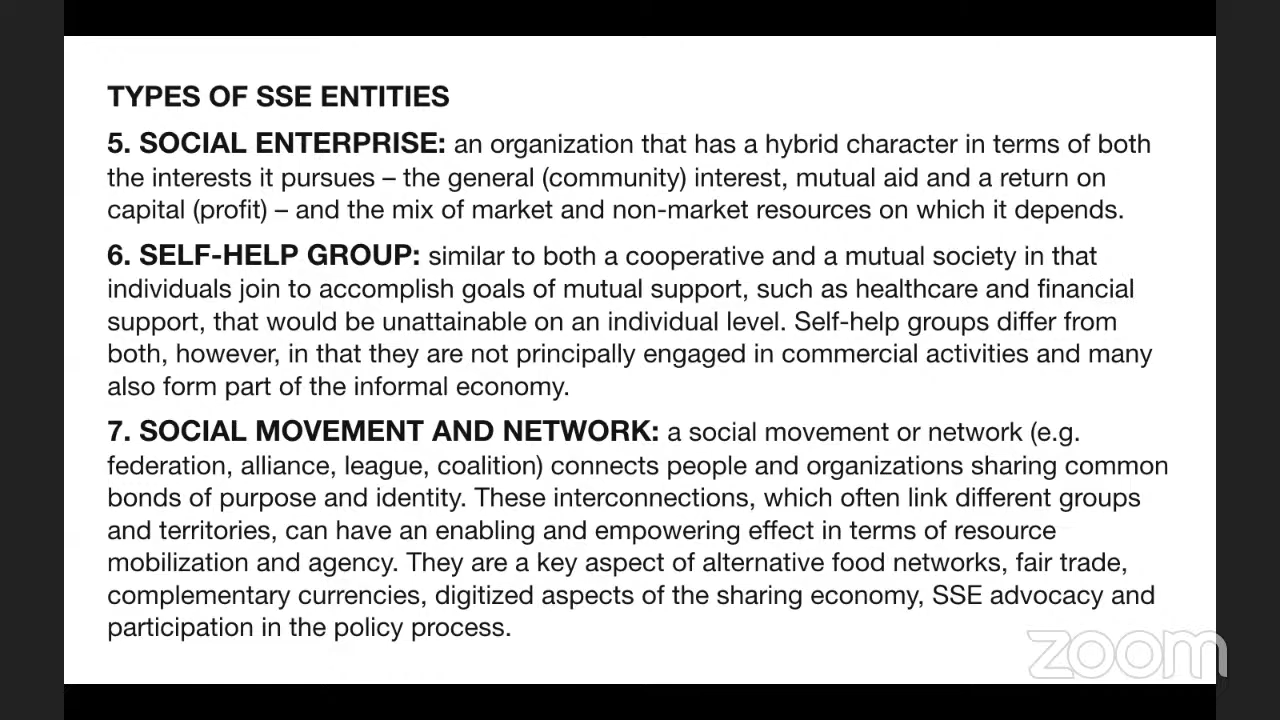 TYPES OF SSE ENTITIES
5. SOCIAL ENTERPRISE: an organization that has a hybrid character in terms of both
the interests it pursues – the general (community) interest, mutual aid and a return on
capital (profit) – and the mix of market and non-market resources on which it depends.
6. SELF-HELP GROUP: similar to both a cooperative and a mutual society in that
individuals join to accomplish goals of mutual support, such as healthcare and financial
support, that would be unattainable on an individual level. Self-help groups differ from
both, however, in that they are not principally engaged in commercial activities and many
also form part of the informal economy.
7. SOCIAL MOVEMENT AND NETWORK: a social movement or network (e.g.
federation, alliance, league, coalition) connects people and organizations sharing common
bonds of purpose and identity. These interconnections, which often link different groups
and territories, can have an enabling and empowering effect in terms of resource
mobilization and agency. They are a key aspect of alternative food networks, fair trade,
complementary currencies, digitized aspects of the sharing economy, SSE advocacy and
participation in the policy process.
zoom